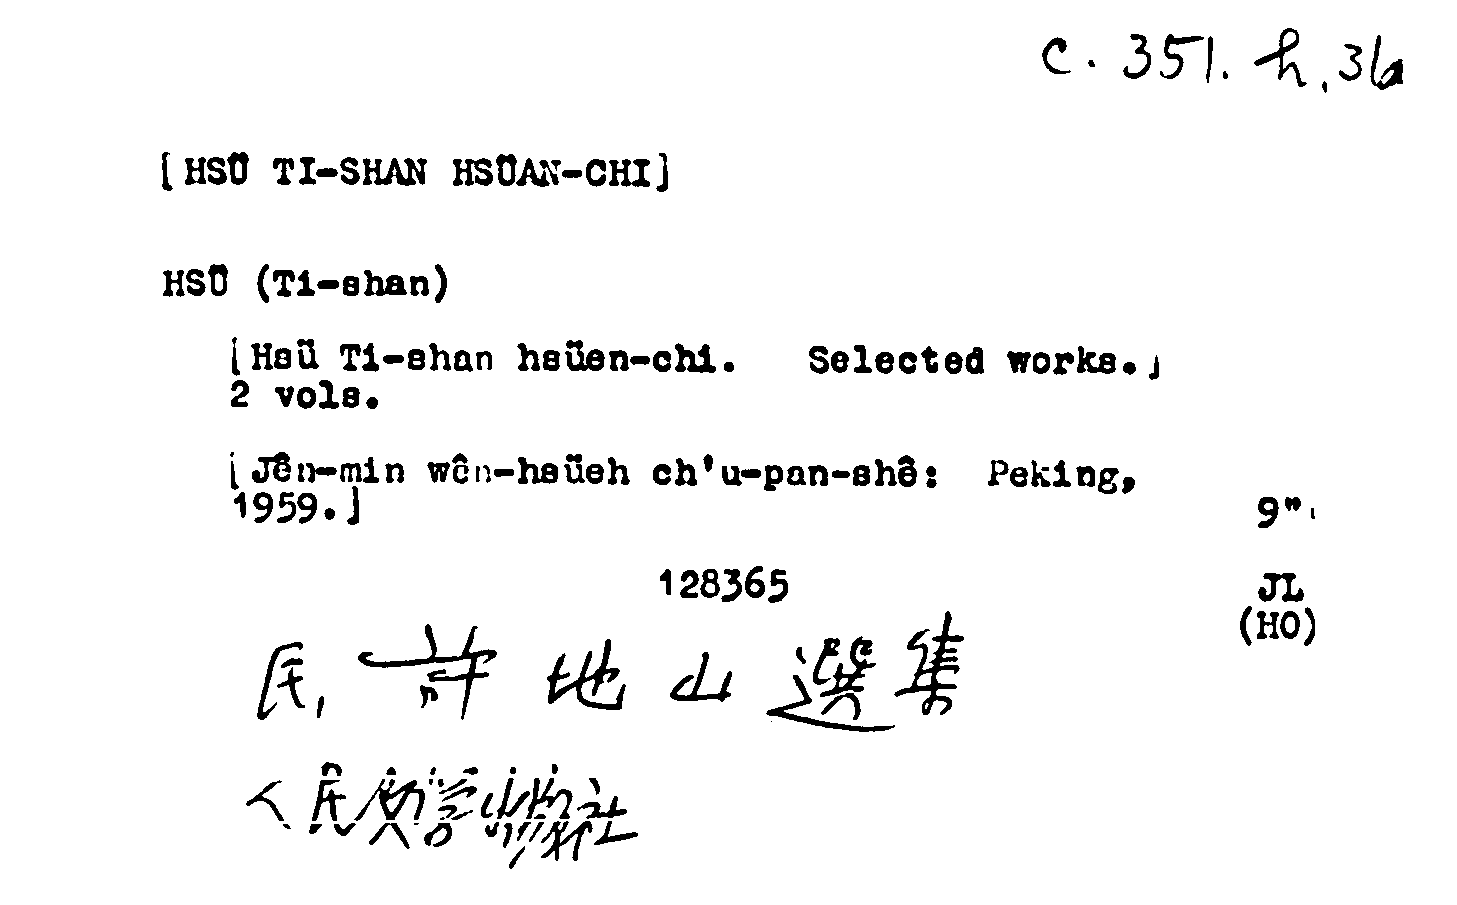 c. 351. h. 36
[HSÜ TI-SHAN HSÜAN-CHI]
HSÜ (Ti-shan)
[Hsü Ti-shan hsüen-chi. Selected works.]
2 vols.
[Jên-min wên-hsüeh ch'u-pan-shê: Peking,
1959.]
9"
128365
JL
(HO)
民, 許地山選集
人民文学出版社